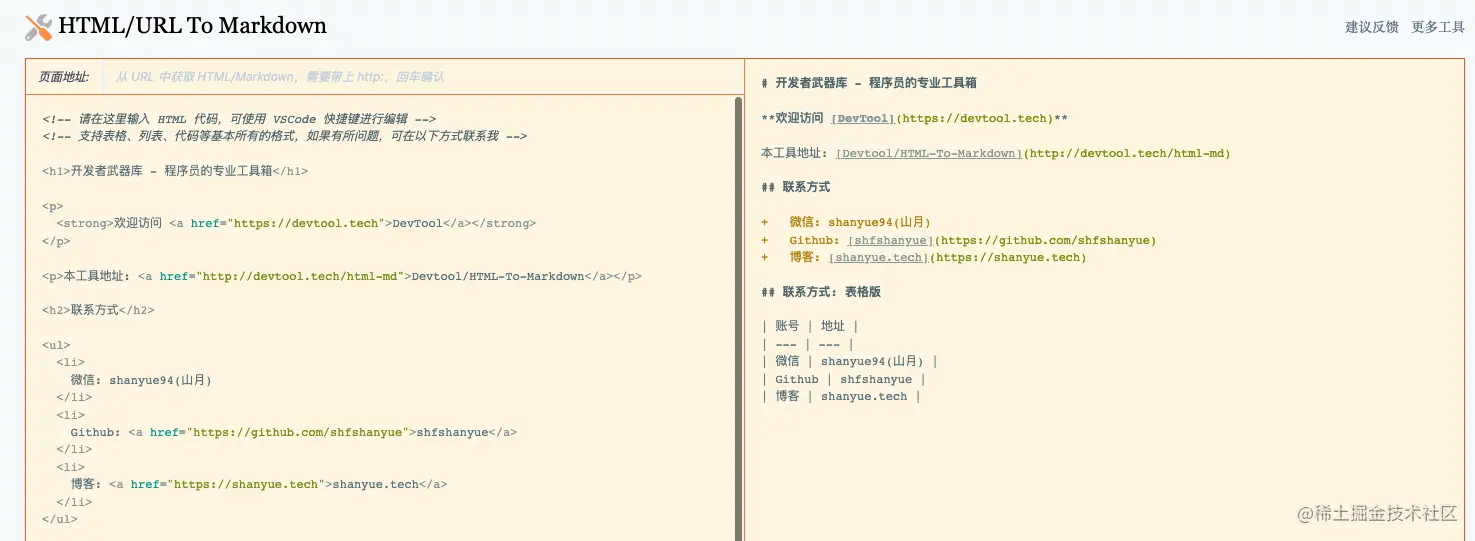 HTML/URL To Markdown
建议反馈 更多工具
页面地址: 从 URL 中获取 HTML/Markdown，需要带上 http:，回车确认
<!-- 请在这里输入 HTML 代码，可使用 VSCode 快捷键进行编辑 -->
<!-- 支持表格、列表、代码等基本所有的格式，如果有所问题，可在以下方式联系我 -->
<h1>开发者武器库 - 程序员的专业工具箱</h1>
<p>
<strong>欢迎访问 <a href="https://devtool.tech">DevTool</a></strong>
</p>
<p>本工具地址: <a href="http://devtool.tech/html-md">Devtool/HTML-To-Markdown</a></p>
<h2>联系方式</h2>
<ul>
<li>
微信: shanyue94(山月)
</li>
<li>
Github: <a href="https://github.com/shfshanyue">shfshanyue</a>
</li>
<li>
博客: <a href="https://shanyue.tech">shanyue.tech</a>
</li>
</ul>
# 开发者武器库 - 程序员的专业工具箱
**欢迎访问 [DevTool](https://devtool.tech)**
本工具地址: [Devtool/HTML-To-Markdown](http://devtool.tech/html-md)
## 联系方式
+ 微信: shanyue94(山月)
+ Github: [shfshanyue](https://github.com/shfshanyue)
+ 博客: [shanyue.tech](https://shanyue.tech)
## 联系方式: 表格版
| 账号 | 地址 |
| --- | --- |
| 微信 | shanyue94(山月) |
| Github | shfshanyue |
| 博客 | shanyue.tech |
@稀土掘金技术社区